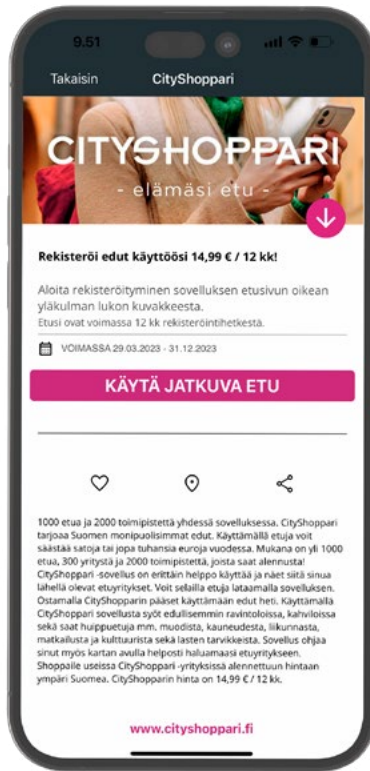 9.51
Takaisin CityShoppari
CITYSHOPPARI
- elämäsi etu -
Rekisteröi edut käyttöösi 14,99 € / 12 kk!
Aloita rekisteröityminen sovelluksen etusivun oikean
yläkulman lukon kuvakkeesta.
Etusi ovat voimassa 12 kk rekisteröintihetkestä.
VOIMASSA 29.03.2023 - 31.12.2023
KÄYTÄ JATKUVA ETU
1000 etua ja 2000 toimipistettä yhdessä sovelluksessa. CityShoppari
tarjoaa Suomen monipuolisimmat edut. Käyttämällä etuja voit
säästää satoja tai jopa tuhansia euroja vuodessa. Mukana on yli 1000
etua, 300 yritystä ja 2000 toimipistettä, joista saat alennusta!
CityShoppari -sovellus on erittäin helppo käyttää ja näet siitä sinua
lähellä olevat etuyritykset. Voit selailla etuja lataamalla sovelluksen.
Ostamalla CityShopparin pääset käyttämään edut heti. Käyttämällä
CityShoppari sovellusta syöt edullisemmin ravintoloissa, kahviloissa
sekä saat huippuetuja mm. muodista, kauneudesta, liikunnasta,
matkailusta ja kulttuurista sekä lasten tarvikkeista. Sovellus ohjaa
sinut myös kartan avulla helposti haluamaasi etuyritykseen.
Shoppaile useissa CityShoppari -yrityksissä alennettuun hintaan
ympäri Suomea. CityShopparin hinta on 14,99 € / 12 kk.
www.cityshoppari.fi